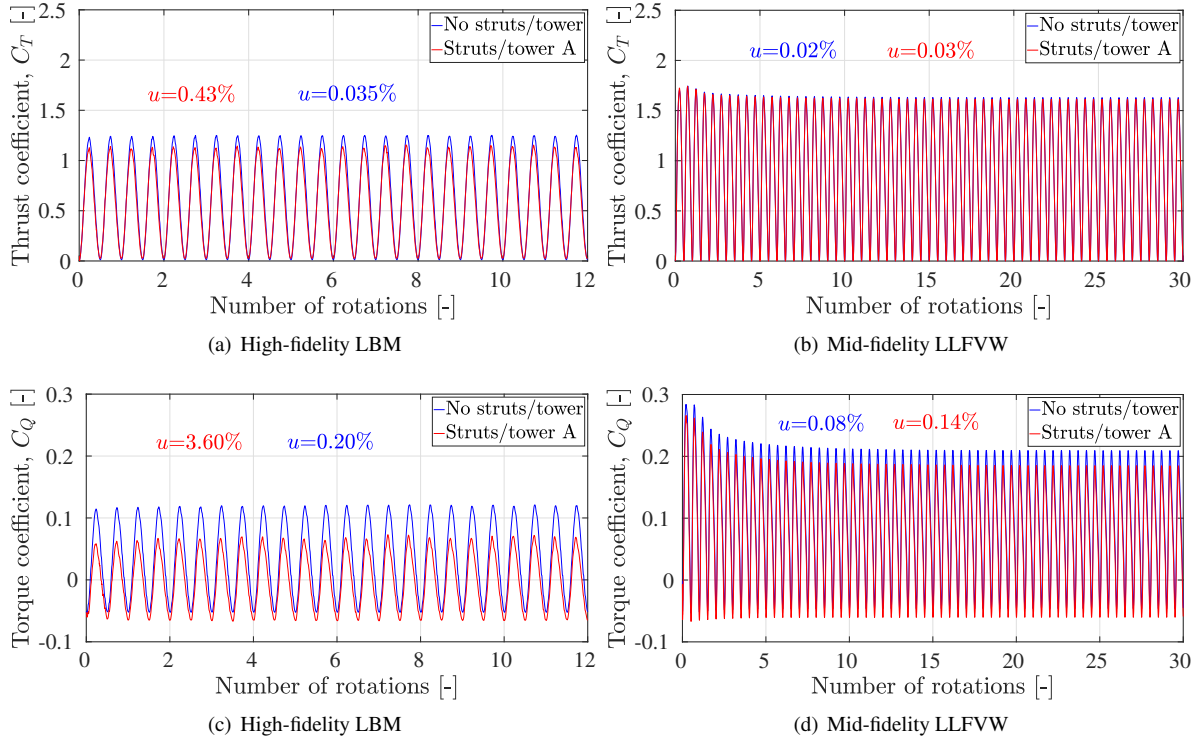 2.5
2
1.5
1
0.5
0
Thrust coefficient, C_T [-]
No struts/tower
Struts/tower A
u=0.43%
u=0.035%
0 2 4 6 8 10 12
Number of rotations [-]
(a) High-fidelity LBM
2.5
2
1.5
1
0.5
0
Thrust coefficient, C_T [-]
No struts/tower
Struts/tower A
u=0.02%
u=0.03%
0 5 10 15 20 25 30
Number of rotations [-]
(b) Mid-fidelity LLFVW
0.3
0.2
0.1
0
-0.1
Torque coefficient, C_Q [-]
No struts/tower
Struts/tower A
u=3.60%
u=0.20%
0 2 4 6 8 10 12
Number of rotations [-]
(c) High-fidelity LBM
0.3
0.2
0.1
0
-0.1
Torque coefficient, C_Q [-]
No struts/tower
Struts/tower A
u=0.08%
u=0.14%
0 5 10 15 20 25 30
Number of rotations [-]
(d) Mid-fidelity LLFVW